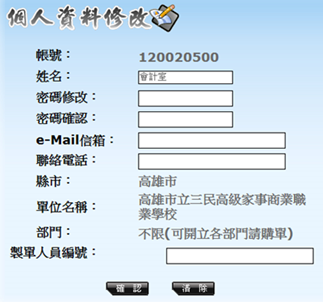 個人資料修改
帳號： 120020500
姓名： 會計室
密碼修改：
密碼確認：
e-Mail信箱：
聯絡電話：
縣市： 高雄市
單位名稱： 高雄市立三民高級家事商業職
業學校
部門： 不限(可開立各部門請購單)
製單人員編號：
確 認 清 除